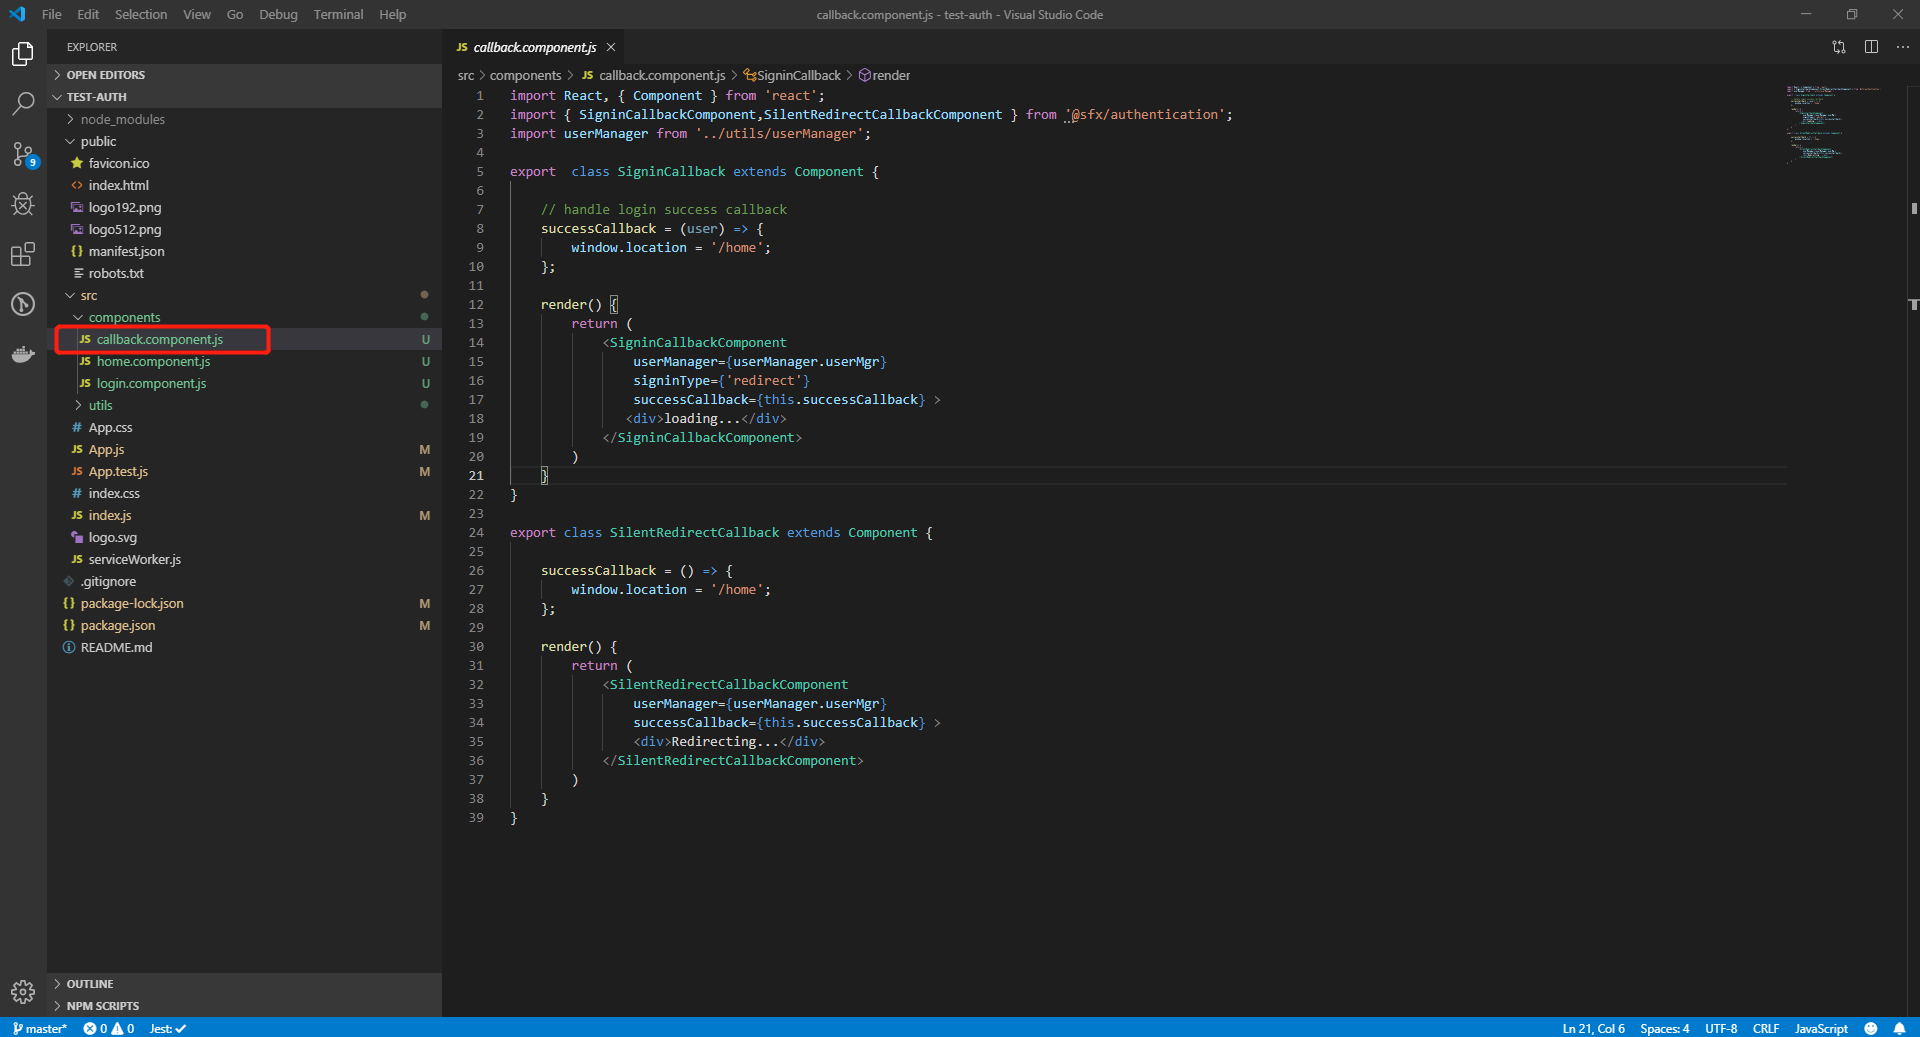 File Edit Selection View Go Debug Terminal Help
callback.component.js - test-auth - Visual Studio Code
EXPLORER
OPEN EDITORS
TEST-AUTH
node_modules
public
favicon.ico
index.html
logo192.png
logo512.png
manifest.json
robots.txt
src
components
JS callback.component.js U
JS home.component.js U
JS login.component.js U
utils
# App.css
JS App.js M
JS App.test.js M
# index.css
JS index.js M
logo.svg
JS serviceWorker.js
.gitignore
{} package-lock.json M
{} package.json M
README.md
OUTLINE
NPM SCRIPTS
9
JS callback.component.js
src > components > JS callback.component.js > SigninCallback > render
1 import React, { Component } from 'react';
2 import { SigninCallbackComponent,SilentRedirectCallbackComponent } from '@sfx/authentication';
3 import userManager from '../utils/userManager';
4
5 export  class SigninCallback extends Component {
6
7 // handle login success callback
8 successCallback = (user) => {
9 window.location = '/home';
10 };
11
12 render() {
13 return (
14 <SigninCallbackComponent
15 userManager={userManager.userMgr}
16 signinType={'redirect'}
17 successCallback={this.successCallback} >
18 <div>loading...</div>
19 </SigninCallbackComponent>
20 )
21 }
22 }
23
24 export class SilentRedirectCallback extends Component {
25
26 successCallback = () => {
27 window.location = '/home';
28 };
29
30 render() {
31 return (
32 <SilentRedirectCallbackComponent
33 userManager={userManager.userMgr}
34 successCallback={this.successCallback} >
35 <div>Redirecting...</div>
36 </SilentRedirectCallbackComponent>
37 )
38 }
39 }
master* 0 0 Jest: Ln 21, Col 6 Spaces: 4 UTF-8 CRLF JavaScript